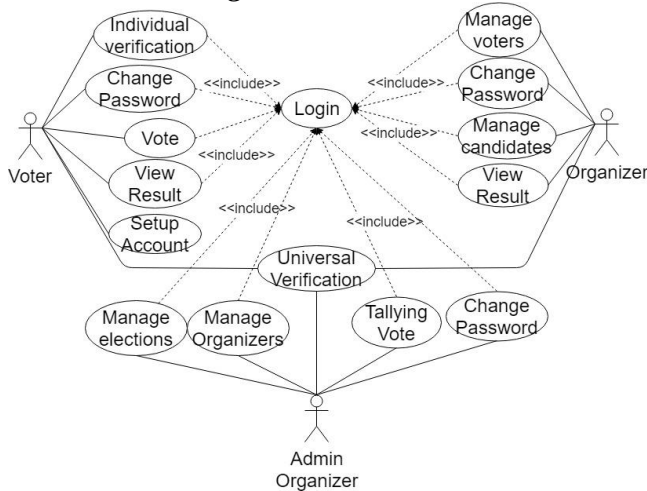 Individual
verification
Manage
voters
Change
Password
<<include>>
Login
<<include>>
Change
Password
Voter
Vote
<<include>>
<<include>>
Manage
candidates
Organizer
View
Result
View
Result
Setup
Account
<<include>>
<<include>>
Universal
Verification
Manage
elections
Manage
Organizers
Tallying
Vote
Change
Password
Admin
Organizer